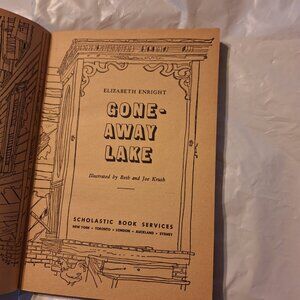 ELIZABETH ENRIGHT
GONE-
AWAY
LAKE
Illustrated by Beth and Joe Krush
SCHOLASTIC BOOK SERVICES
NEW YORK • TORONTO • LONDON • AUCKLAND • SYDNEY